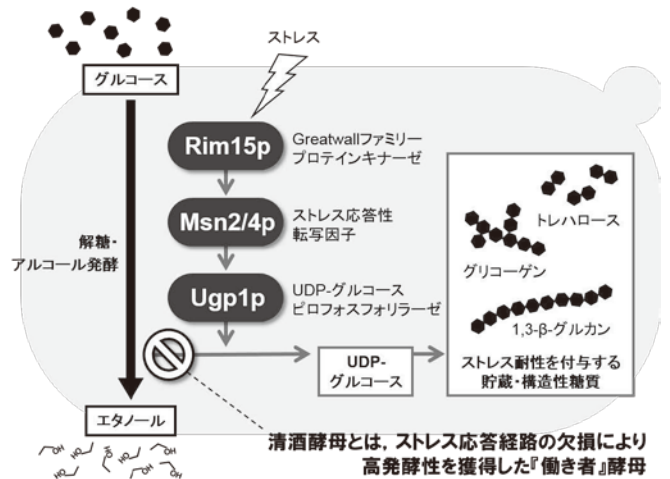 ストレス
グルコース
Rim15p
Greatwallファミリー
プロテインキナーゼ
Msn2/4p
ストレス応答性
転写因子
解糖・
アルコール発酵
Ugp1p
UDP-グルコース
ピロフォスフォリラーゼ
トレハロース
グリコーゲン
1,3-β-グルカン
ストレス耐性を付与する
貯蔵・構造性糖質
UDP-
グルコース
エタノール
清酒酵母とは，ストレス応答経路の欠損により
高発酵性を獲得した『働き者』酵母
HO
OH
HO
OH
HO
OH
HO
OH